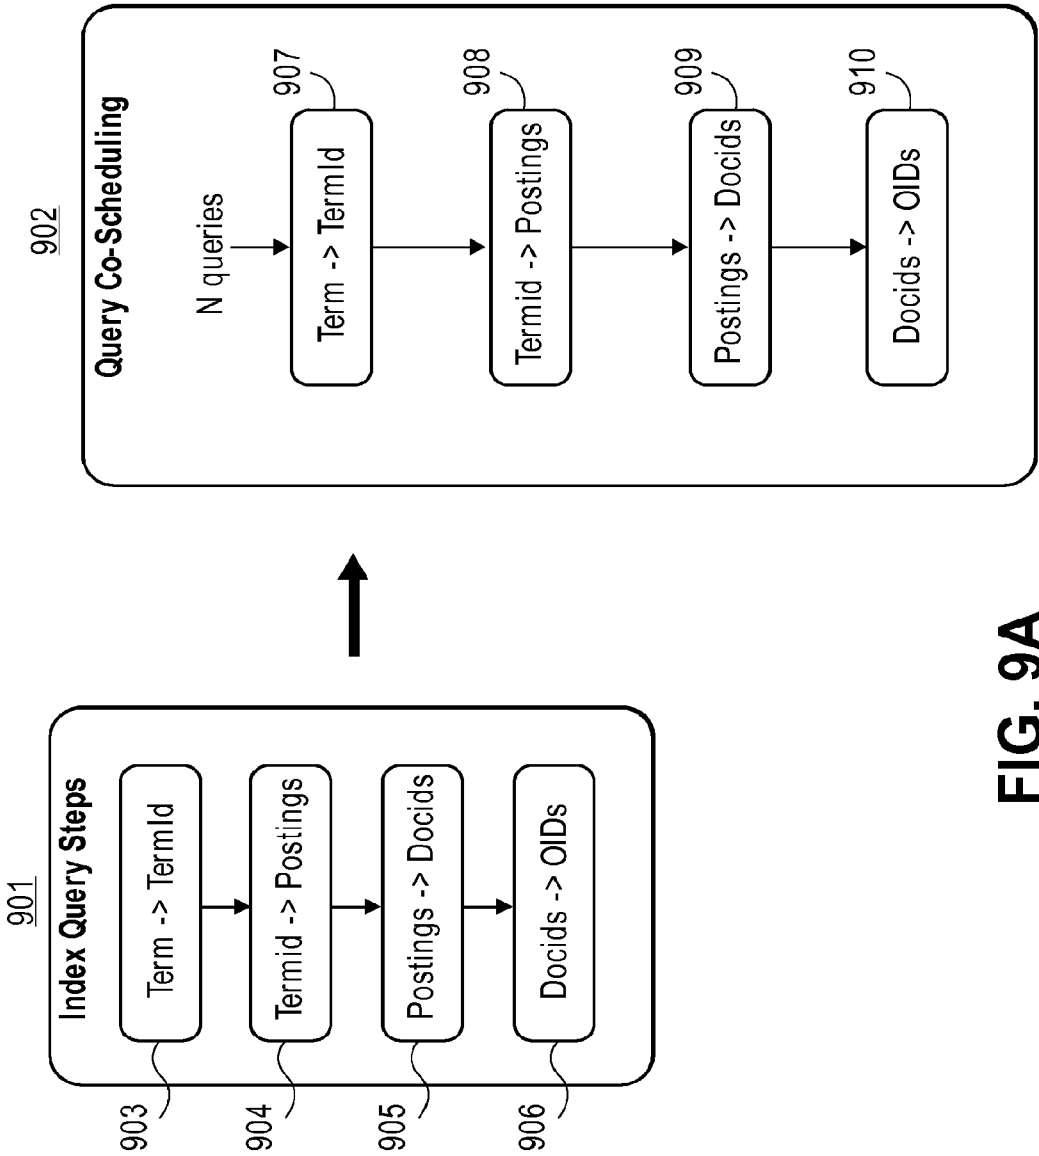 901
Index Query Steps
903
Term -> TermId
904
Termid -> Postings
905
Postings -> Docids
906
Docids -> OIDs
902
Query Co-Scheduling
N queries
907
Term -> TermId
908
Termid -> Postings
909
Postings -> Docids
910
Docids -> OIDs
FIG. 9A